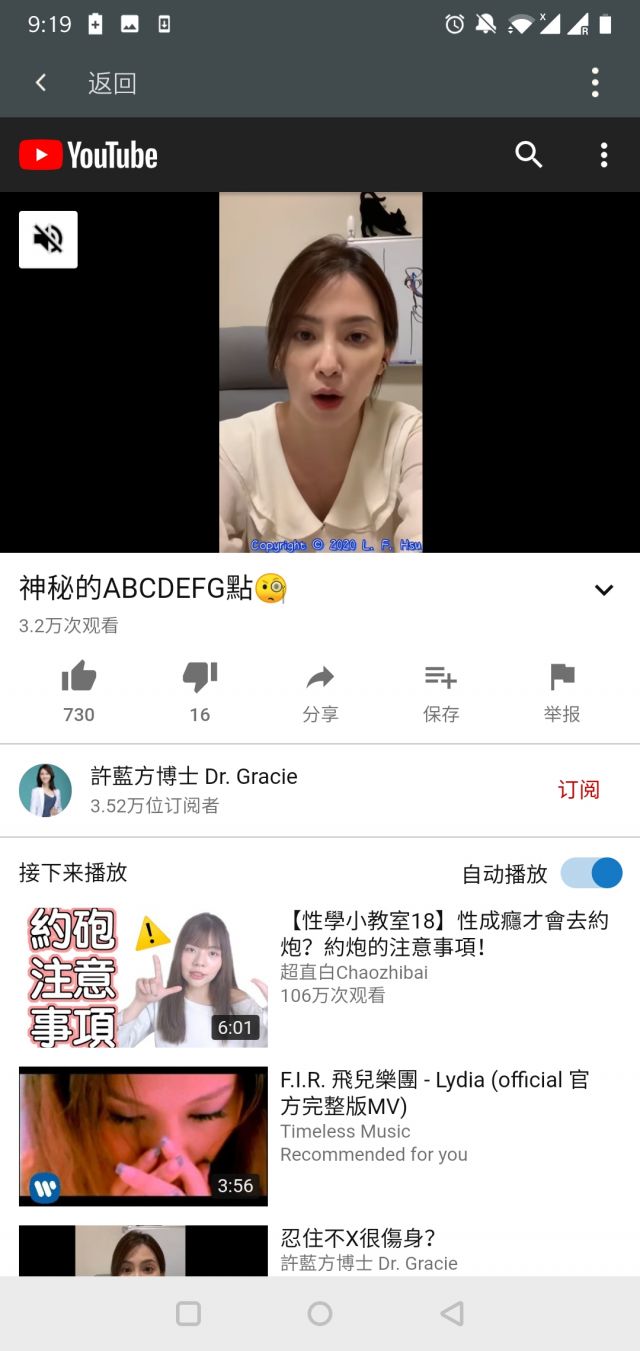 9:19
返回
YouTube
Copyright © 2020 L. F. Hsu
神秘的ABCDEFG點🧐
3.2万次观看
730
16
分享
保存
举报
許藍方博士 Dr. Gracie
3.52万位订阅者
订阅
接下来播放
自动播放
約砲
注意
事項
6:01
【性學小教室18】性成癮才會去約
炮？約炮的注意事項！
超直白Chaozhibai
106万次观看
3:56
F.I.R. 飛兒樂團 - Lydia (official 官
方完整版MV)
Timeless Music
Recommended for you
忍住不X很傷身？
許藍方博士 Dr. Gracie